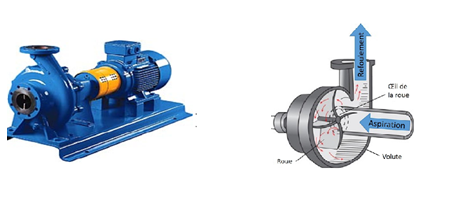 Refoulement
Œil de
la roue
Aspiration
Roue
Volute